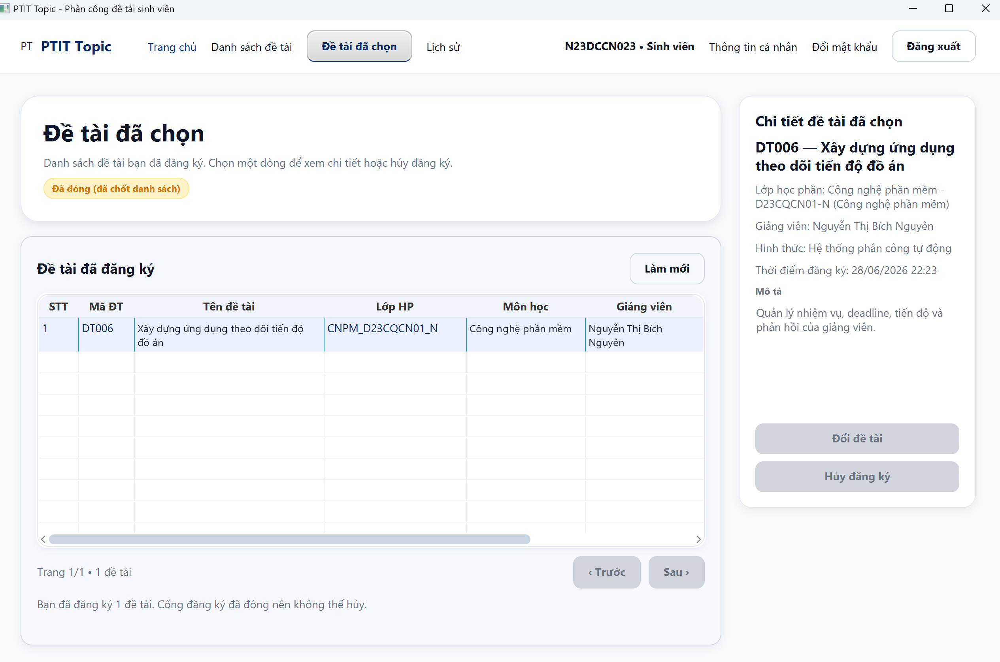 PTIT Topic - Phân công đề tài sinh viên
PT PTIT Topic Trang chủ Danh sách đề tài Đề tài đã chọn Lịch sử N23DCCN023 • Sinh viên Thông tin cá nhân Đổi mật khẩu Đăng xuất
Đề tài đã chọn
Danh sách đề tài bạn đã đăng ký. Chọn một dòng để xem chi tiết hoặc hủy đăng ký.
Đã đóng (đã chốt danh sách)
Đề tài đã đăng ký
Làm mới
STT Mã ĐT Tên đề tài Lớp HP Môn học Giảng viên
1 DT006 Xây dựng ứng dụng theo dõi tiến độ CNPM_D23CQCN01_N Công nghệ phần mềm Nguyễn Thị Bích
đồ án Nguyên
Trang 1/1 • 1 đề tài
‹ Trước Sau ›
Bạn đã đăng ký 1 đề tài. Cổng đăng ký đã đóng nên không thể hủy.
Chi tiết đề tài đã chọn
DT006 — Xây dựng ứng dụng
theo dõi tiến độ đồ án
Lớp học phần: Công nghệ phần mềm -
D23CQCN01-N (Công nghệ phần mềm)
Giảng viên: Nguyễn Thị Bích Nguyên
Hình thức: Hệ thống phân công tự động
Thời điểm đăng ký: 28/06/2026 22:23
Mô tả
Quản lý nhiệm vụ, deadline, tiến độ và
phản hồi của giảng viên.
Đổi đề tài
Hủy đăng ký